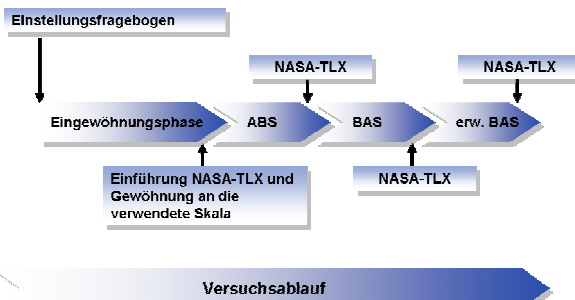 Einstellungsfragebogen
NASA-TLX
NASA-TLX
Eingewöhnungsphase
ABS
BAS
erw. BAS
Einführung NASA-TLX und
Gewöhnung an die
verwendete Skala
NASA-TLX
Versuchsablauf